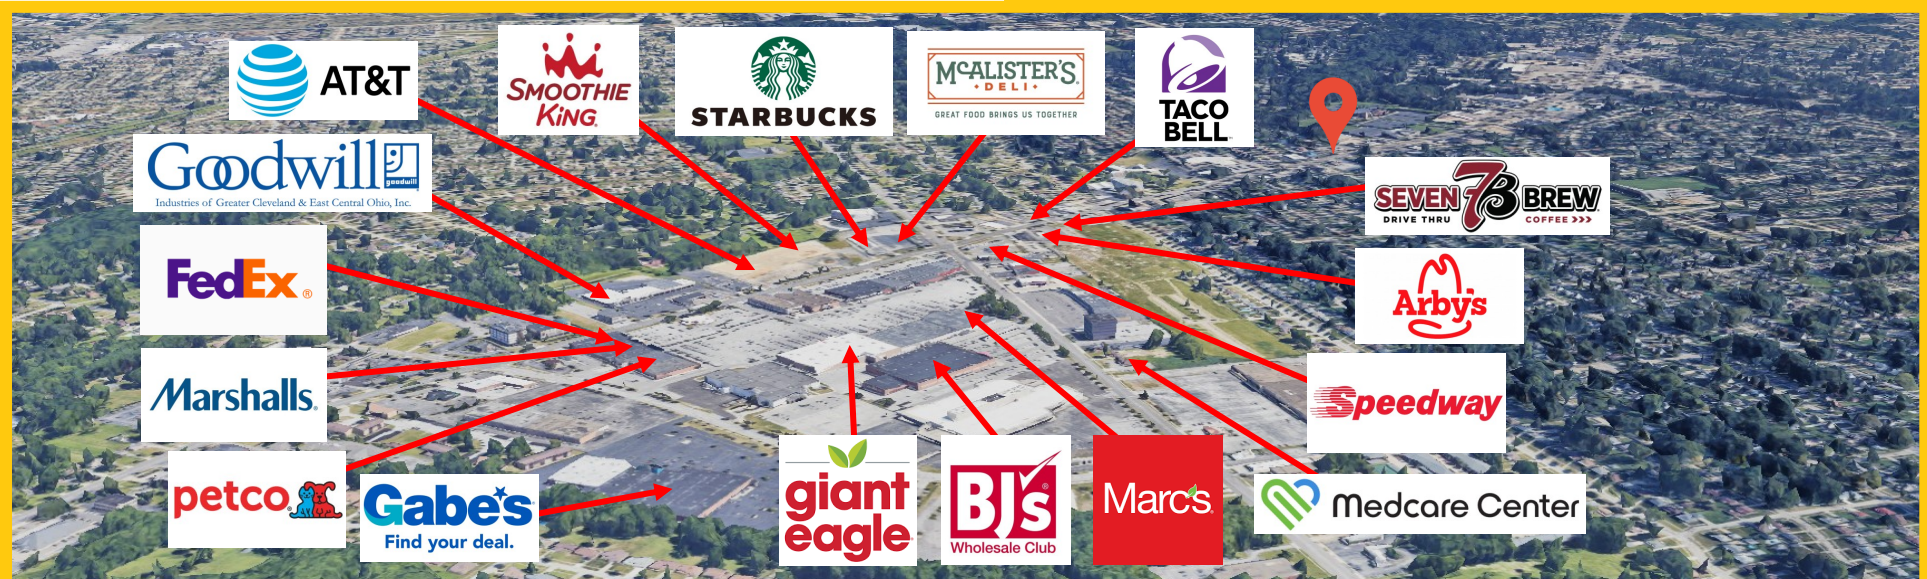 AT&T
SMOOTHIE
KING
STARBUCKS
McALISTER'S
DELI
GREAT FOOD BRINGS US TOGETHER
TACO
BELL
Goodwill
goodwill
Industries of Greater Cleveland & East Central Ohio, Inc.
SEVEN 7B BREW
DRIVE THRU COFFEE >>>
FedEx®
Arby's
Marshalls
Speedway
petco
Gabe's
Find your deal.
giant
eagle
BJ's®
Wholesale Club
Marc's
Medcare Center